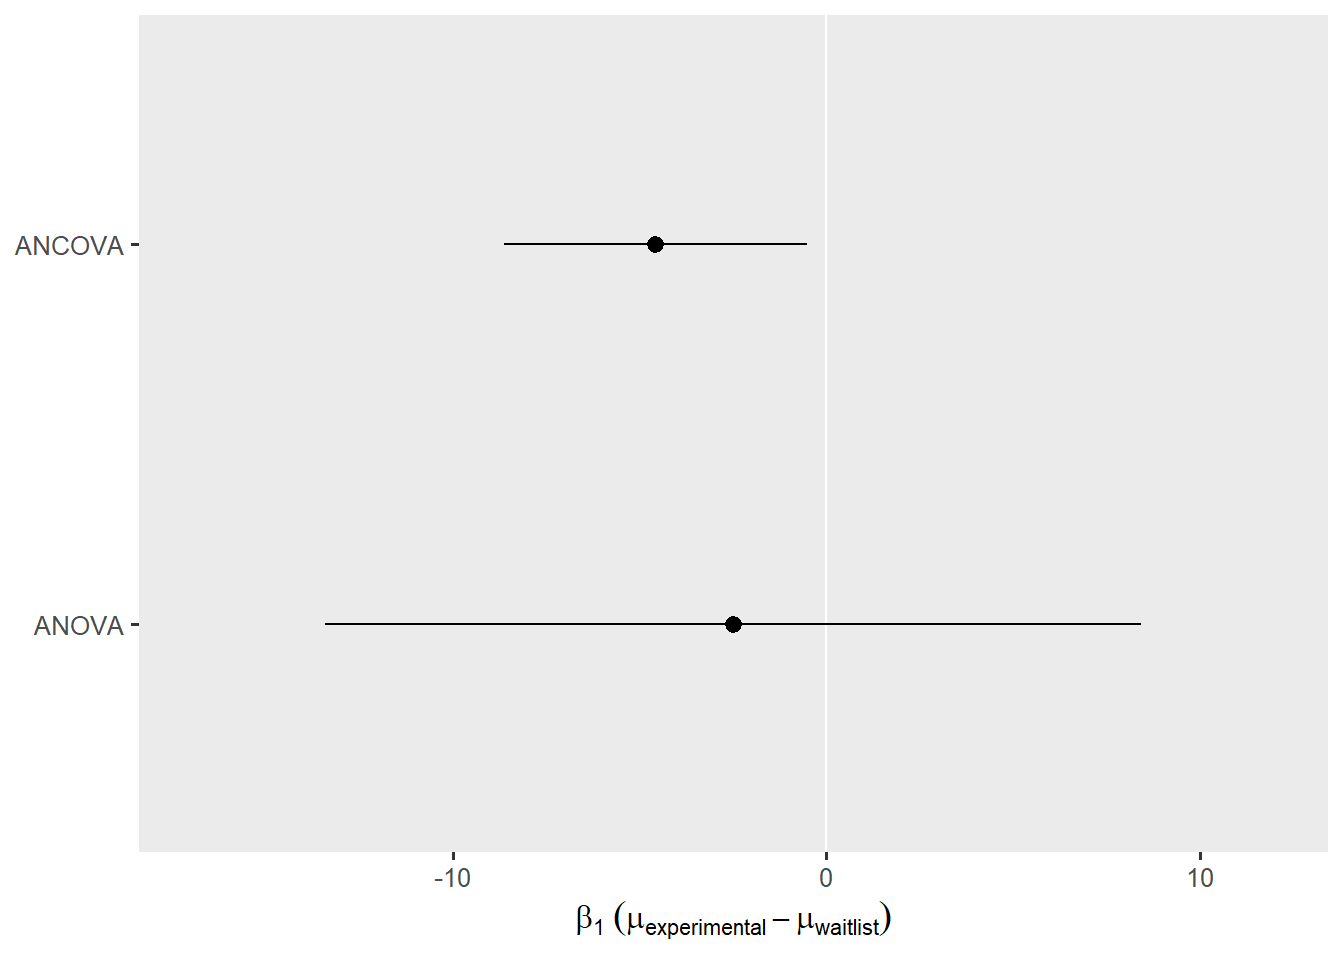 ANCOVA
ANOVA
-10 0 10
β₁ (μexperimental − μwaitlist)